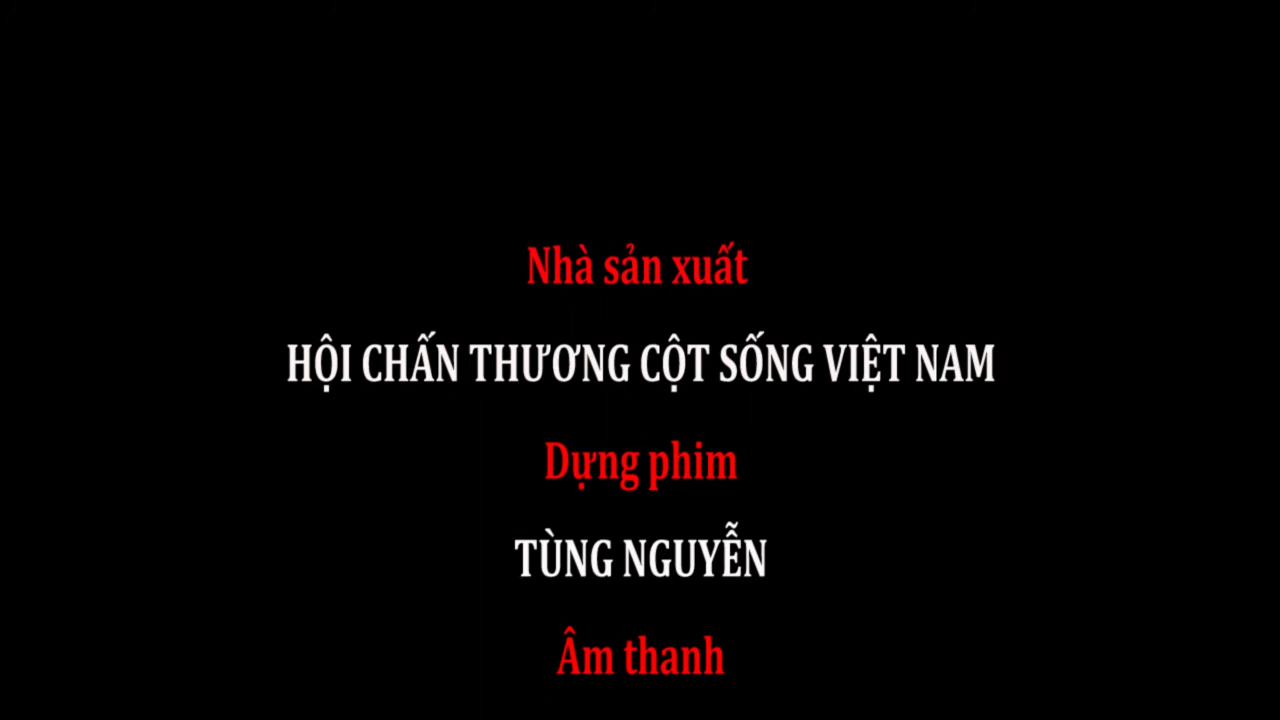 Nhà sản xuất
HỘI CHẤN THƯƠNG CỘT SỐNG VIỆT NAM
Dựng phim
TÙNG NGUYỄN
Âm thanh